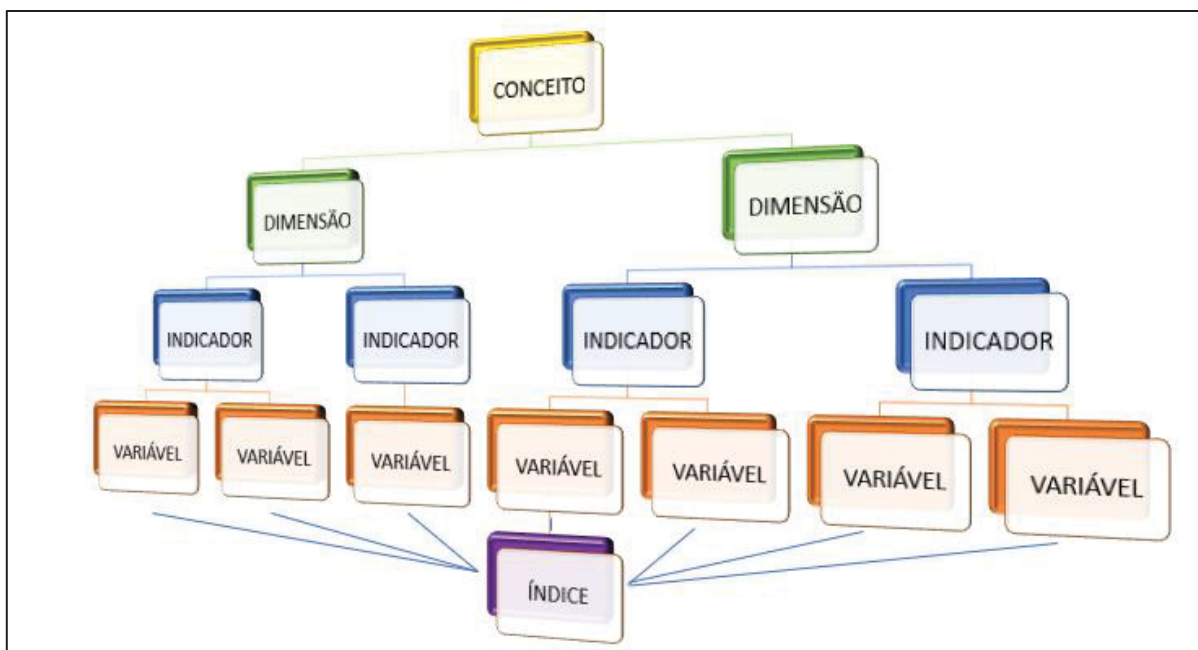 CONCEITO
DIMENSÃO
DIMENSÃO
INDICADOR
INDICADOR
INDICADOR
INDICADOR
VARIÁVEL
VARIÁVEL
VARIÁVEL
VARIÁVEL
VARIÁVEL
VARIÁVEL
VARIÁVEL
ÍNDICE